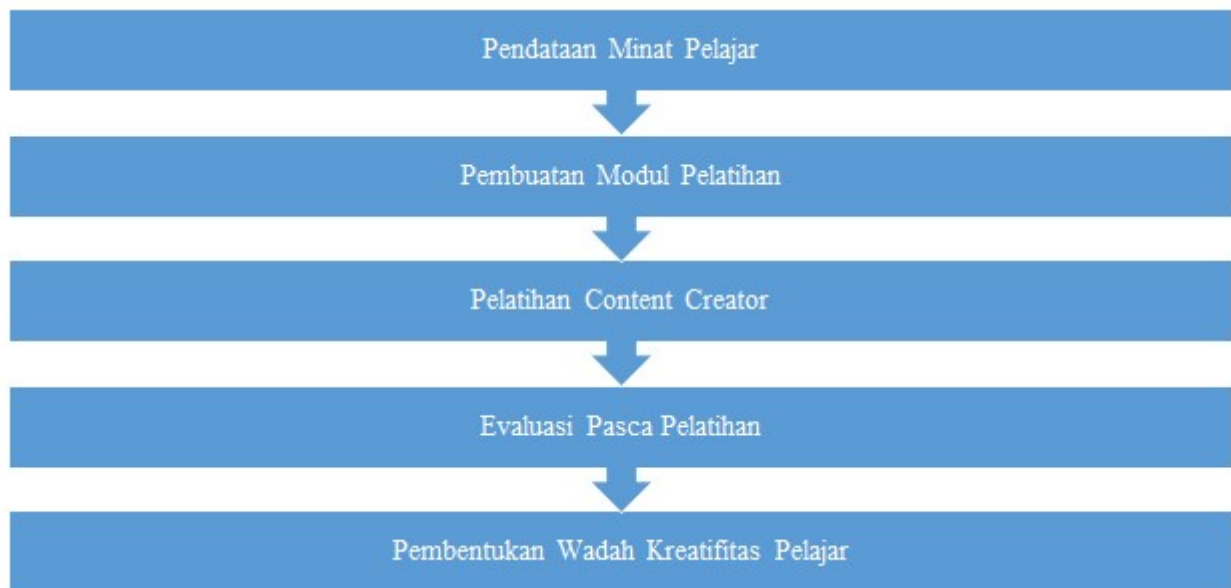 Pendataan Minat Pelajar
Pembuatan Modul Pelatihan
Pelatihan Content Creator
Evaluasi Pasca Pelatihan
Pembentukan Wadah Kreatifitas Pelajar